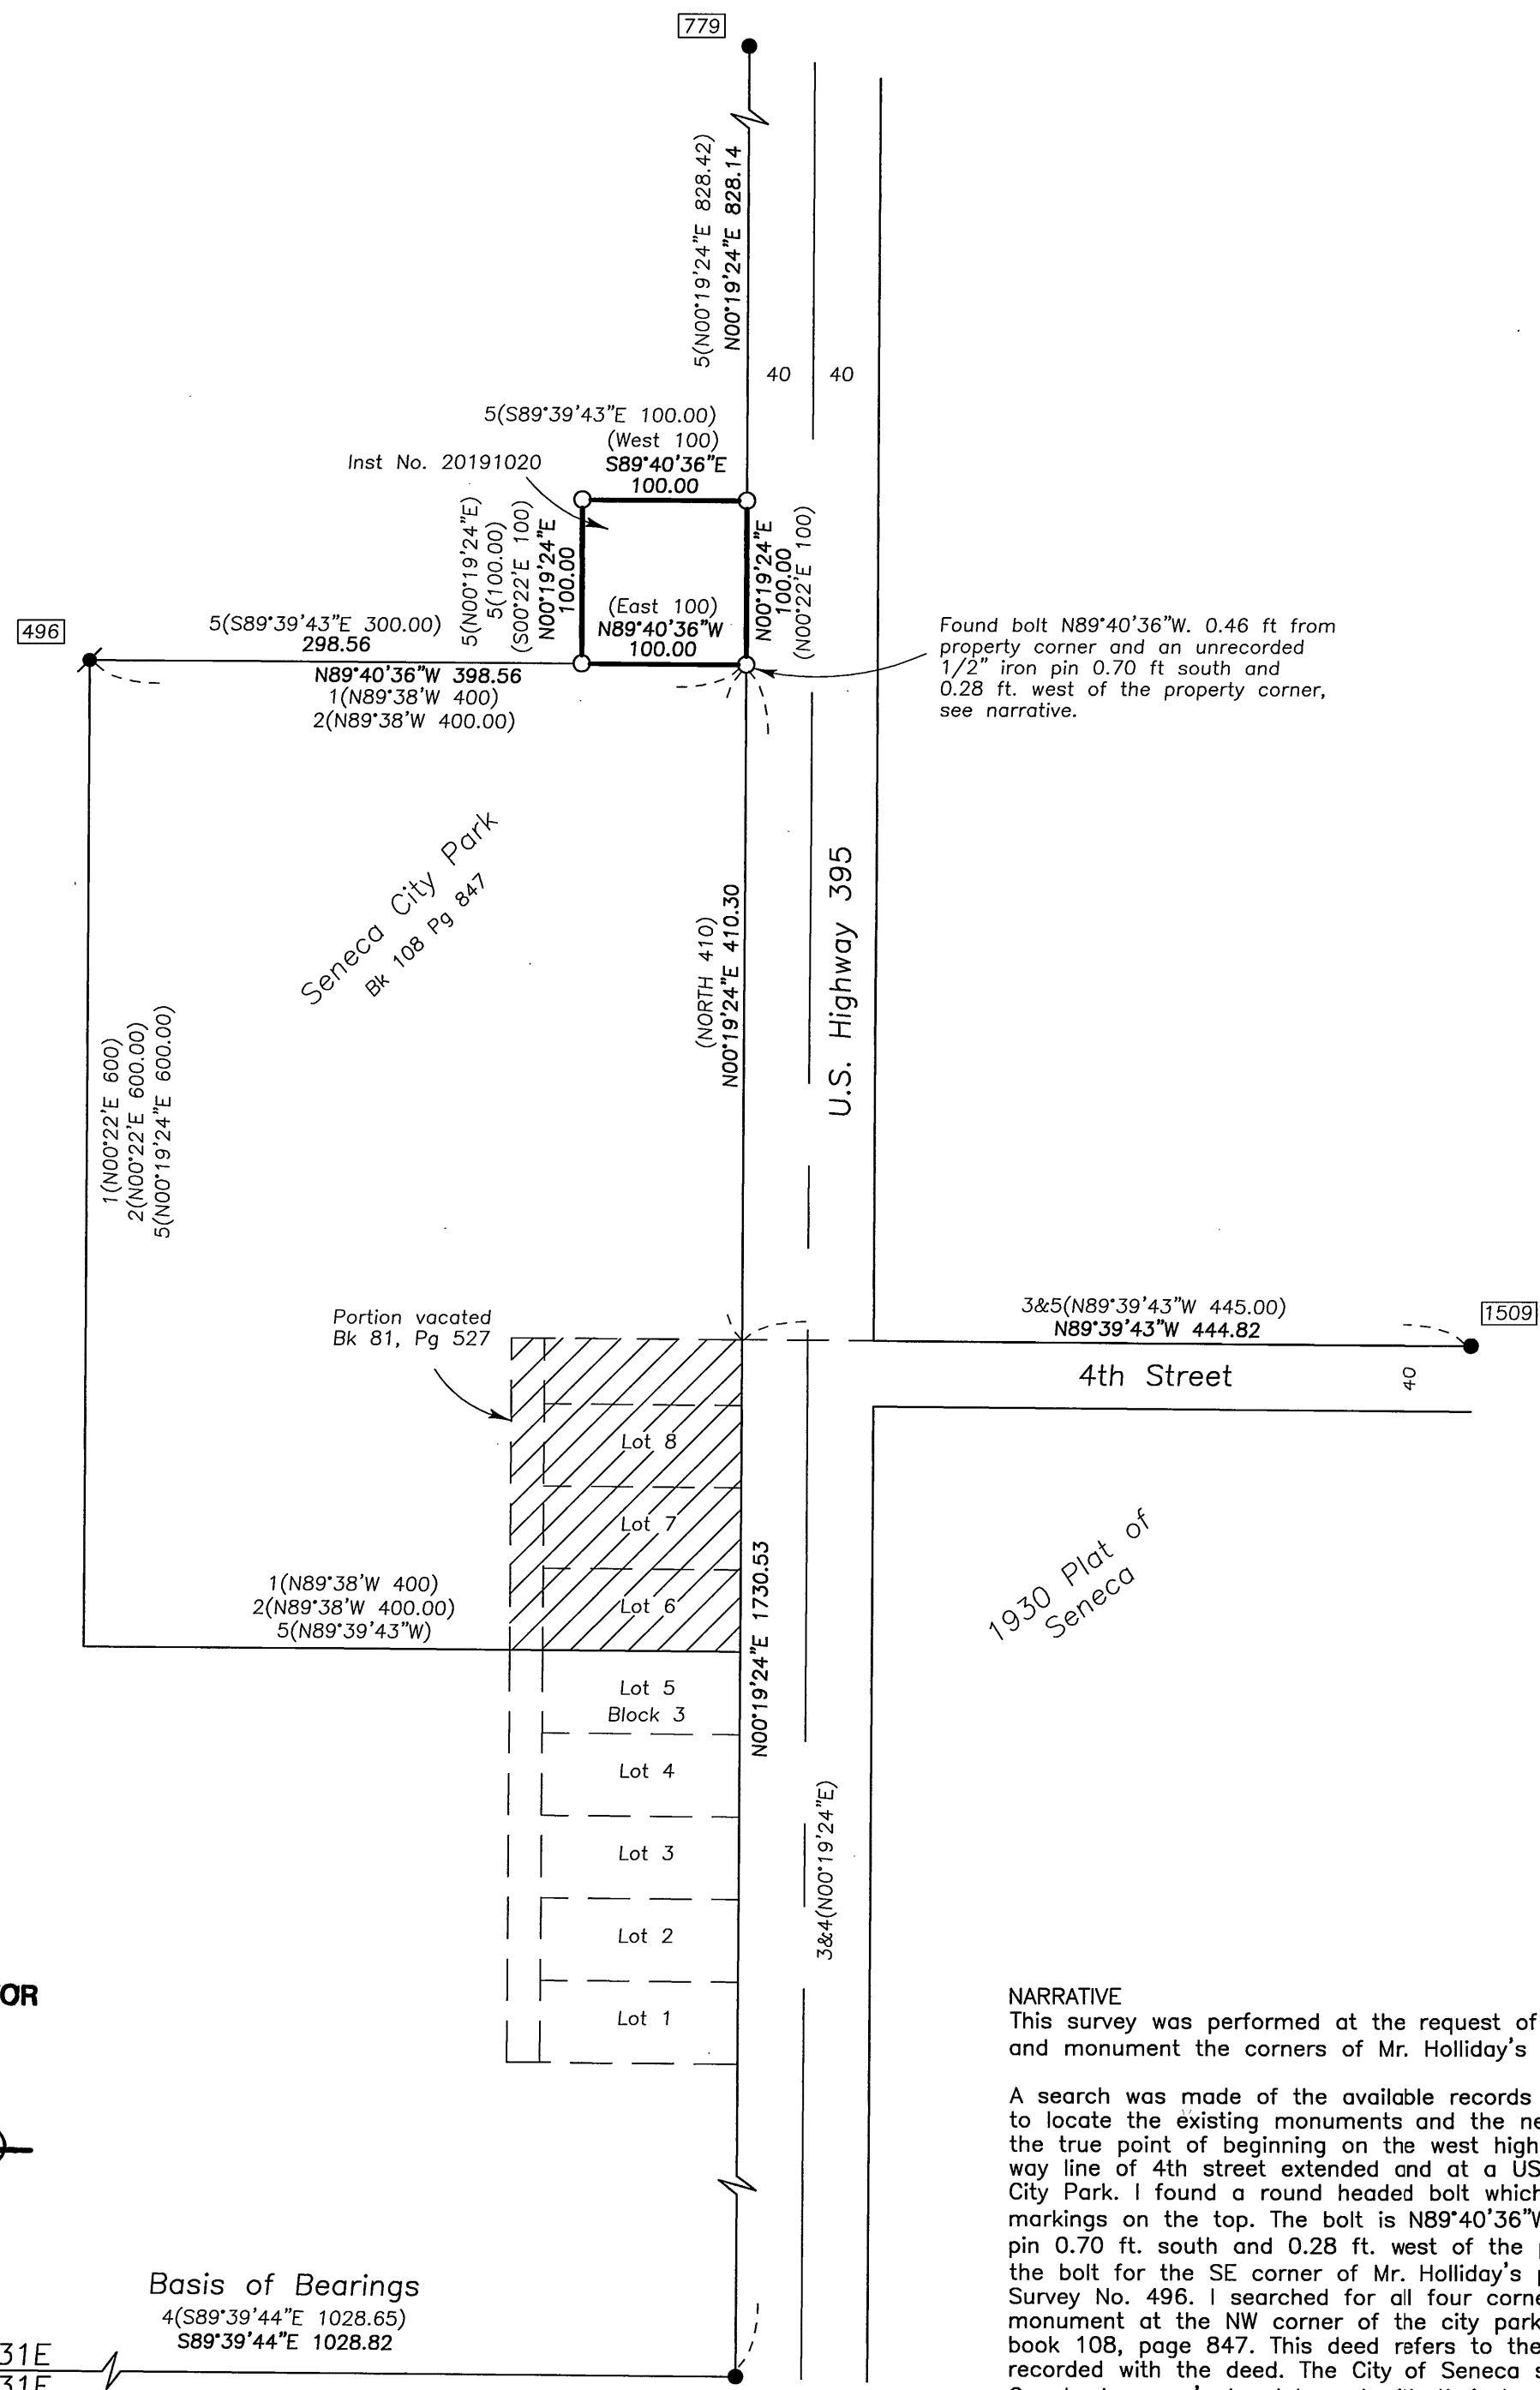 779
5(N00°19'24"E 828.42)
N00°19'24"E 828.14
40
40
5(S89°39'43"E 100.00)
(West 100)
S89°40'36"E
100.00
Inst No. 20191020
5(N00°19'24"E)
5(100.00)
(S00°22'E 100)
N00°19'24"E
100.00
(East 100)
N89°40'36"W
100.00
N00°19'24"E
100.00
(N00°22'E 100)
496
5(S89°39'43"E 300.00)
298.56
N89°40'36"W 398.56
1(N89°38'W 400)
2(N89°38'W 400.00)
Found bolt N89°40'36"W. 0.46 ft from
property corner and an unrecorded
1/2" iron pin 0.70 ft south and
0.28 ft. west of the property corner,
see narrative.
Seneca City Park
Bk 108 Pg 847
(NORTH 410)
N00°19'24"E 410.30
U.S. Highway 395
1(N00°22'E 600)
2(N00°22'E 600.00)
5(N00°19'24"E 600.00)
Portion vacated
Bk 81, Pg 527
3&5(N89°39'43"W 445.00)
N89°39'43"W 444.82
1509
4th Street
40
Lot 8
Lot 7
Lot 6
1(N89°38'W 400)
2(N89°38'W 400.00)
5(N89°39'43"W)
N00°19'24"E 1730.53
1930 Plat of
Seneca
Lot 5
Block 3
Lot 4
Lot 3
Lot 2
Lot 1
3&4(N00°19'24"E)
OR
NARRATIVE
This survey was performed at the request of
and monument the corners of Mr. Holliday's
A search was made of the available records
to locate the existing monuments and the ne
the true point of beginning on the west high
way line of 4th street extended and at a US
City Park. I found a round headed bolt which
markings on the top. The bolt is N89°40'36"W
pin 0.70 ft. south and 0.28 ft. west of the
the bolt for the SE corner of Mr. Holliday's
Survey No. 496. I searched for all four corne
monument at the NW corner of the city park
book 108, page 847. This deed refers to the
recorded with the deed. The City of Seneca s
Basis of Bearings
4(S89°39'44"E 1028.65)
S89°39'44"E 1028.82
31E
31E